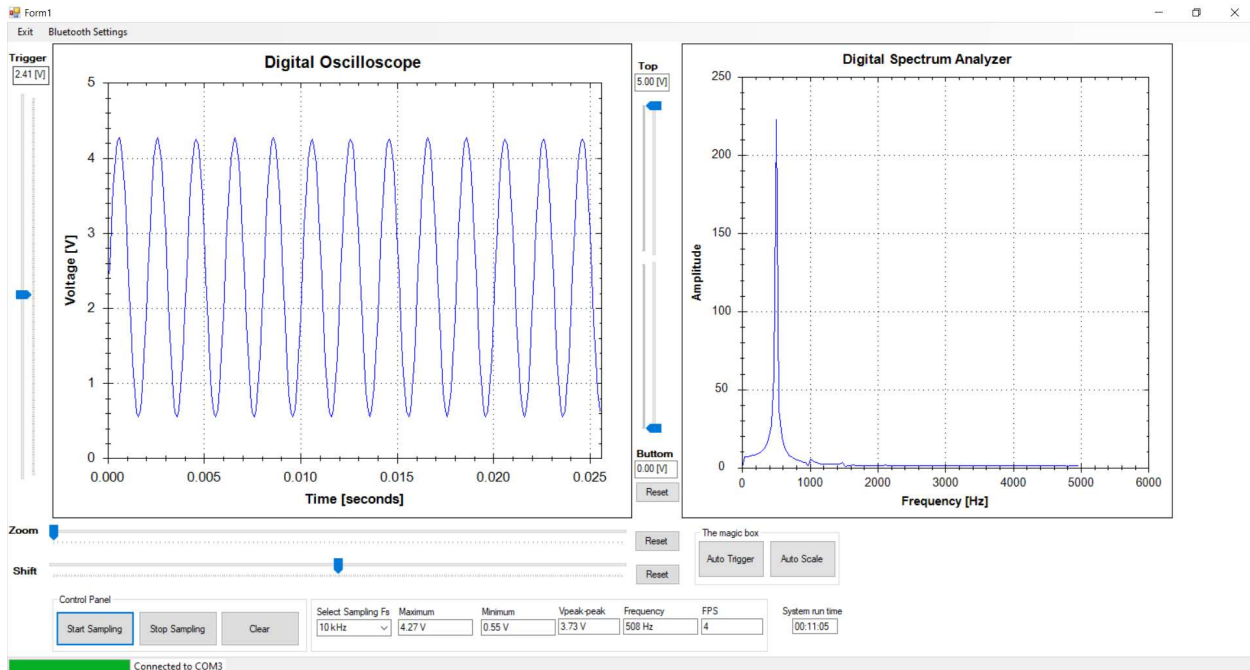 Form1
Exit Bluetooth Settings
Trigger
2.41 [V]
Digital Oscilloscope
5
4
3
2
1
0
Voltage [V]
0.000 0.005 0.010 0.015 0.020 0.025
Time [seconds]
Top
5.00 [V]
Buttom
0.00 [V]
Reset
Digital Spectrum Analyzer
250
200
150
100
50
0
Amplitude
0 1000 2000 3000 4000 5000 6000
Frequency [Hz]
Zoom
Reset
Shift
Reset
The magic box
Auto Trigger Auto Scale
Control Panel
Start Sampling Stop Sampling Clear
Select Sampling Fs Maximum Minimum Vpeak-peak Frequency FPS
10 kHz 4.27 V 0.55 V 3.73 V 508 Hz 4
System run time
00:11:05
Connected to COM3